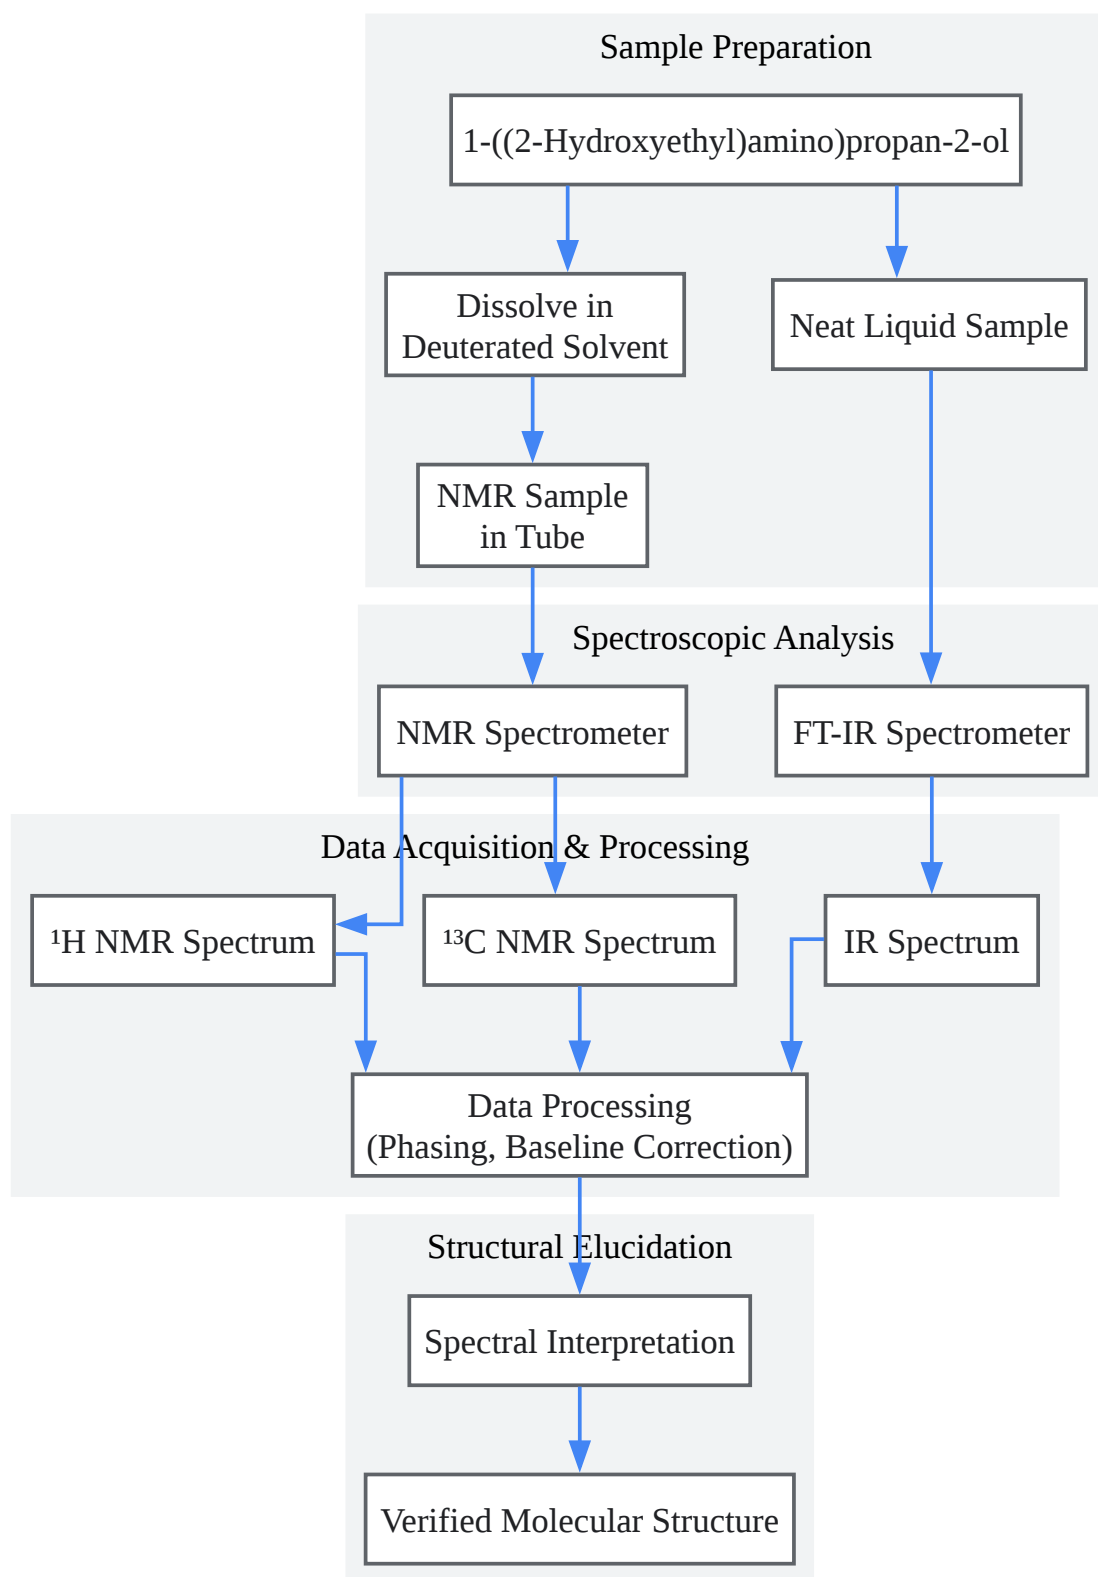 Sample Preparation
1-((2-Hydroxyethyl)amino)propan-2-ol
Dissolve in
Deuterated Solvent
Neat Liquid Sample
NMR Sample
in Tube
Spectroscopic Analysis
NMR Spectrometer
FT-IR Spectrometer
Data Acquisition & Processing
¹H NMR Spectrum
¹³C NMR Spectrum
IR Spectrum
Data Processing
(Phasing, Baseline Correction)
Structural Elucidation
Spectral Interpretation
Verified Molecular Structure